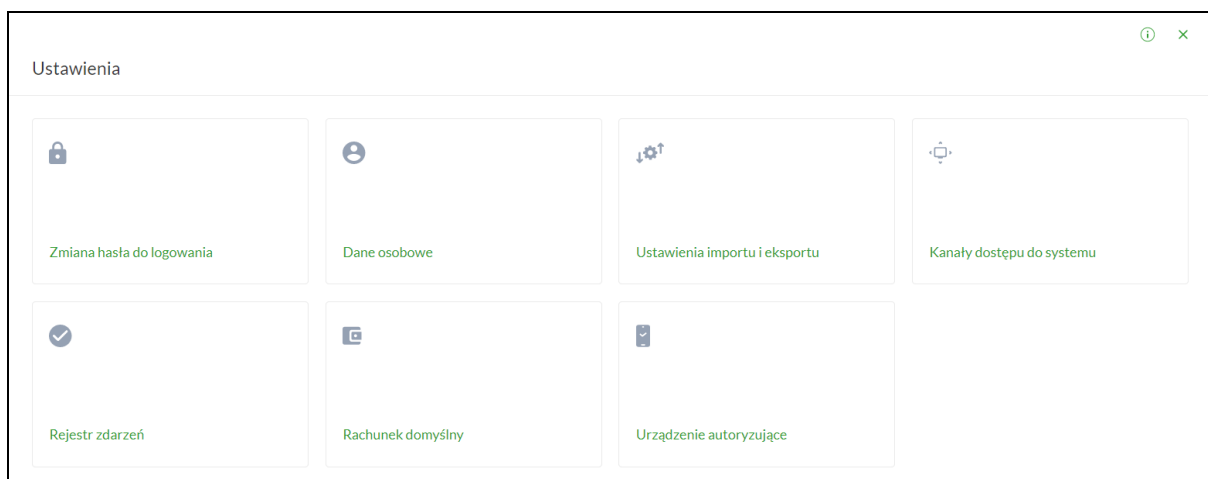 Ustawienia
Zmiana hasła do logowania
Dane osobowe
Ustawienia importu i eksportu
Kanały dostępu do systemu
Rejestr zdarzeń
Rachunek domyślny
Urządzenie autoryzujące